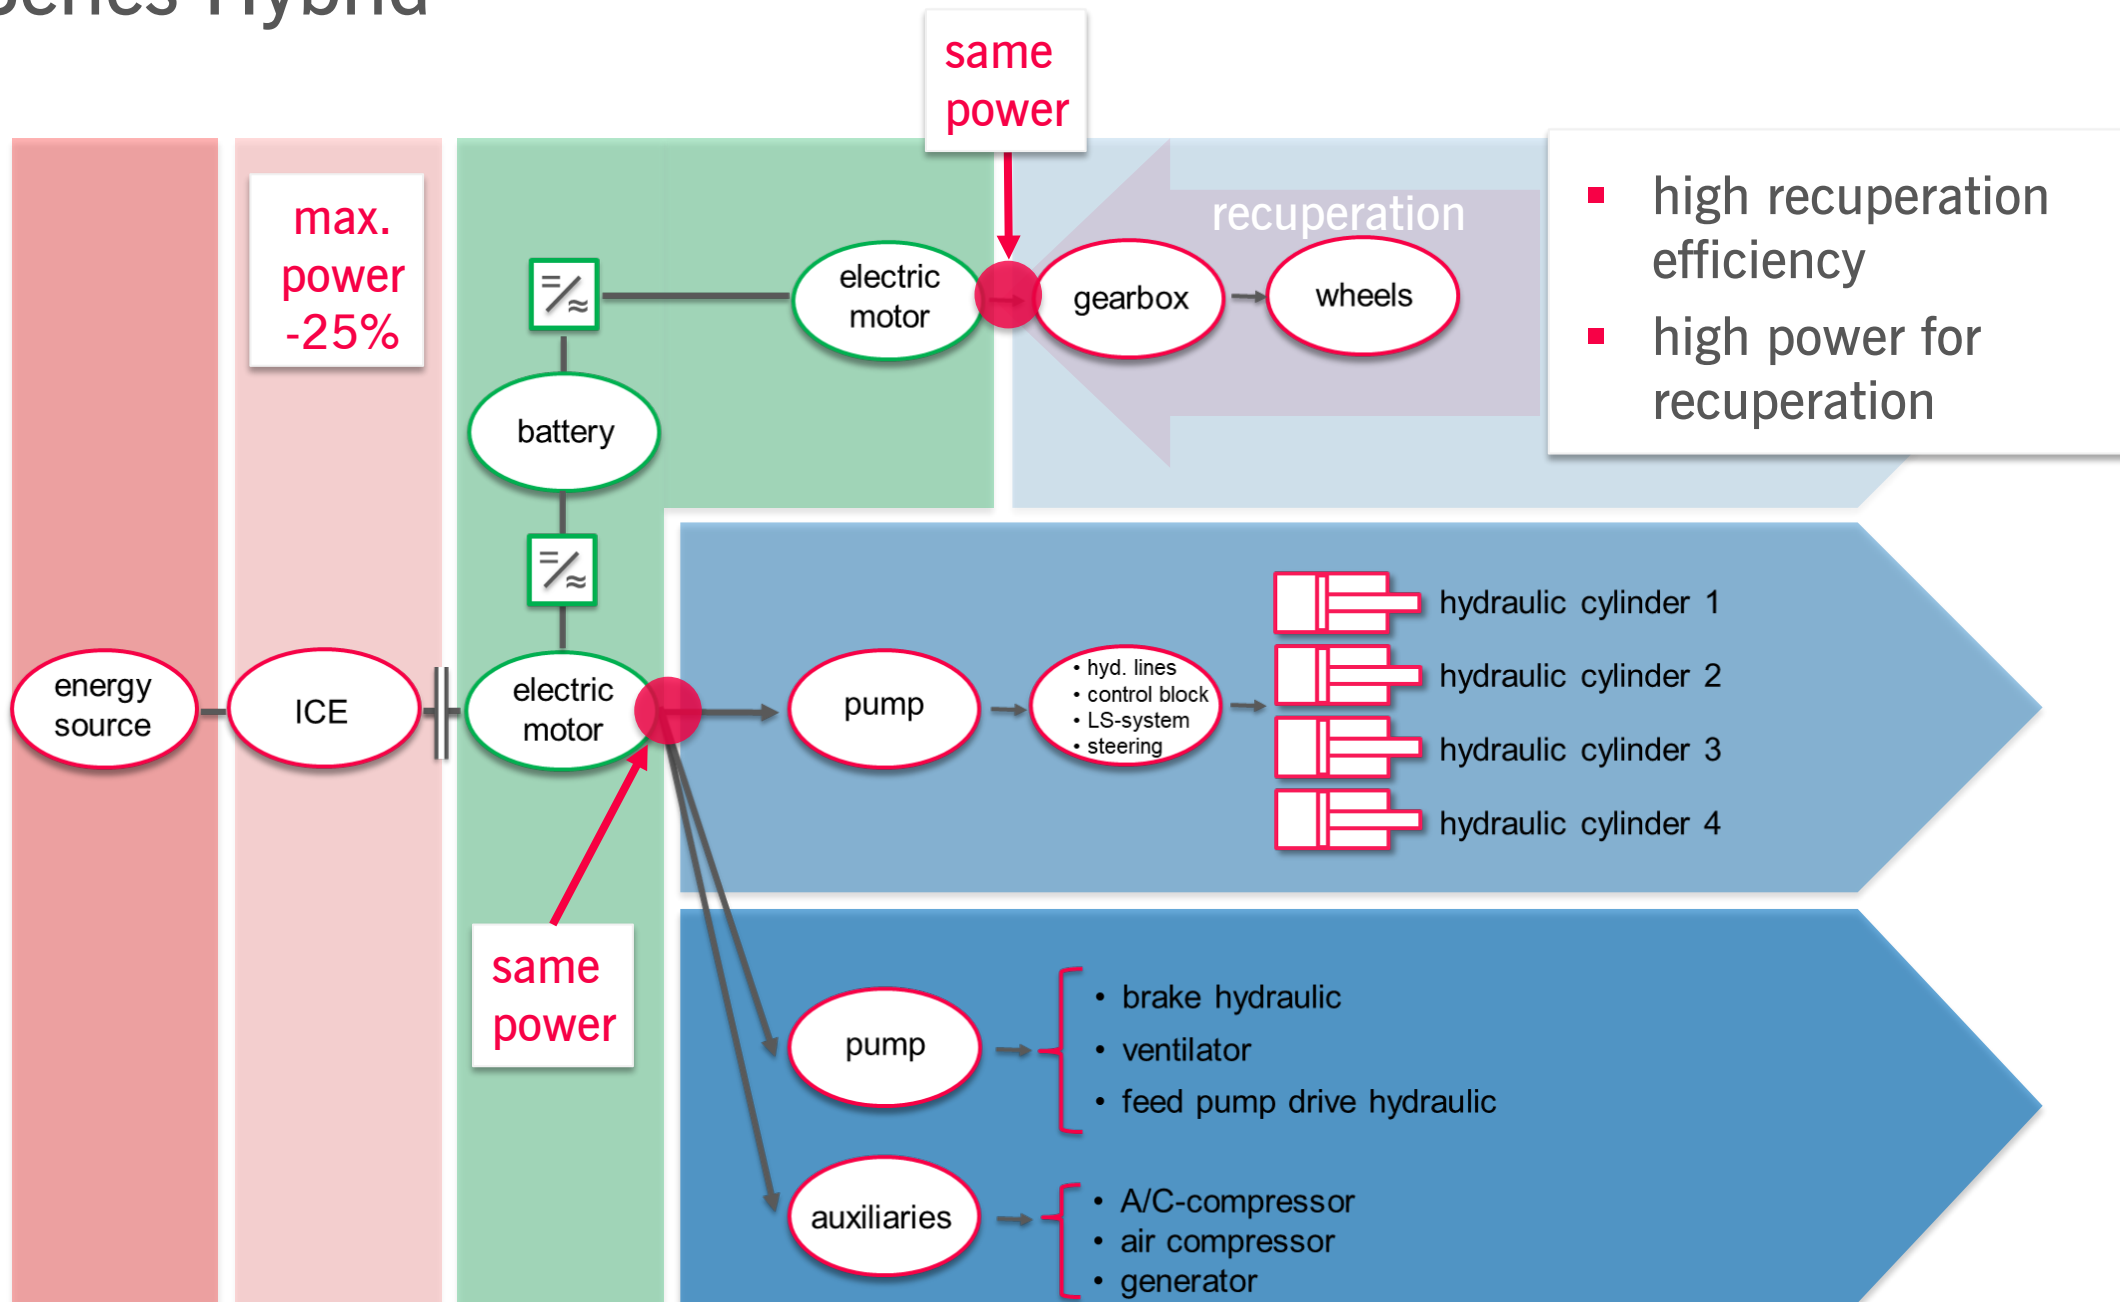 Series Hybrid
same
power
max.
power
-25%
recuperation
▪ high recuperation
efficiency
▪ high power for
recuperation
electric
motor
gearbox
wheels
battery
energy
source
ICE
electric
motor
pump
• hyd. lines
• control block
• LS-system
• steering
hydraulic cylinder 1
hydraulic cylinder 2
hydraulic cylinder 3
hydraulic cylinder 4
same
power
pump
• brake hydraulic
• ventilator
• feed pump drive hydraulic
auxiliaries
• A/C-compressor
• air compressor
• generator